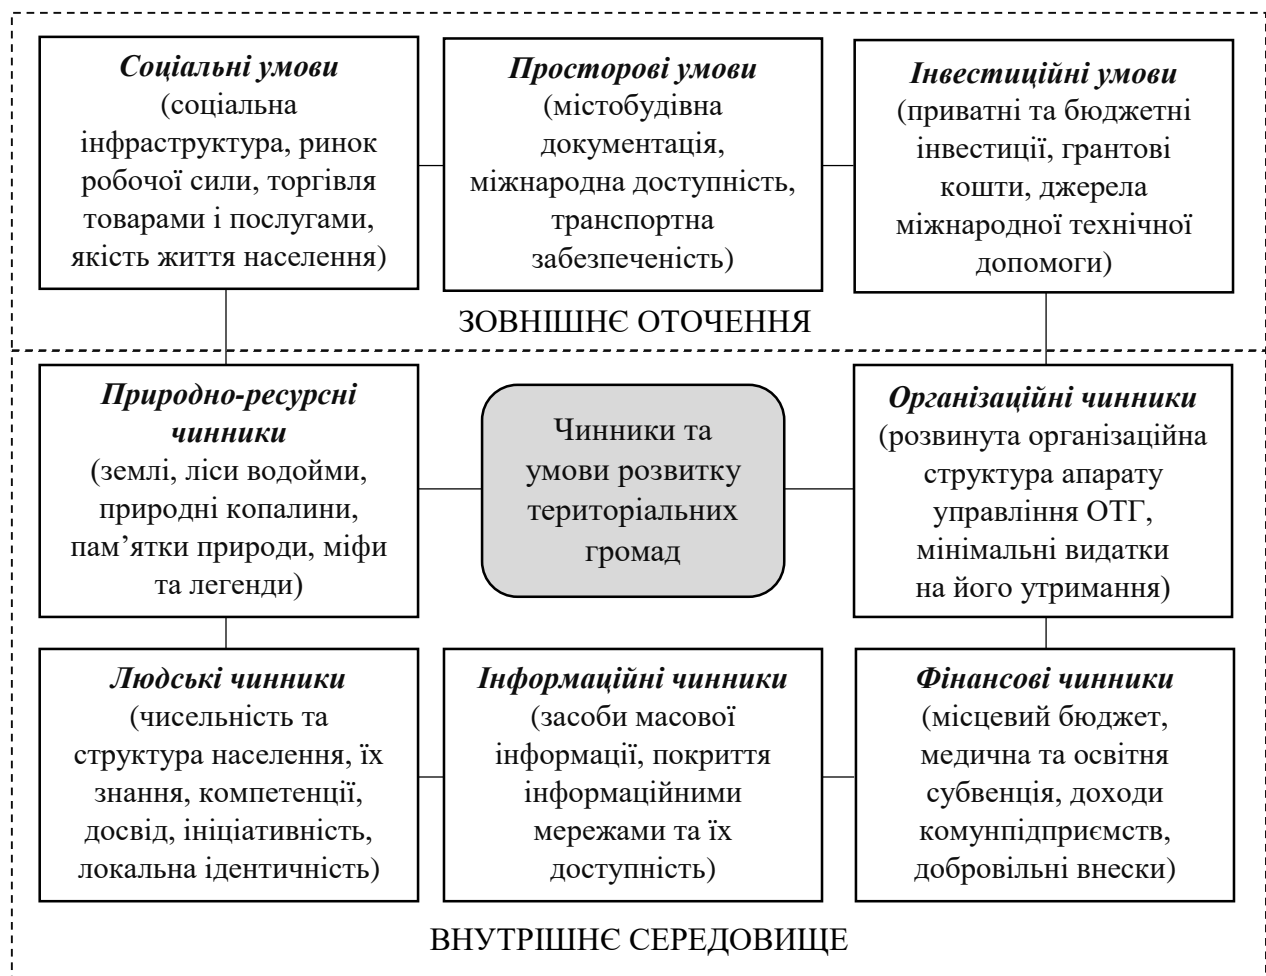 Соціальні умови
(соціальна
інфраструктура, ринок
робочої сили, торгівля
товарами і послугами,
якість життя населення)
Просторові умови
(містобудівна
документація,
міжнародна доступність,
транспортна
забезпеченість)
Інвестиційні умови
(приватні та бюджетні
інвестиції, грантові
кошти, джерела
міжнародної технічної
допомоги)
ЗОВНІШНЄ ОТОЧЕННЯ
Природно-ресурсні
чинники
(землі, ліси водойми,
природні копалини,
пам’ятки природи, міфи
та легенди)
Чинники та
умови розвитку
територіальних
громад
Організаційні чинники
(розвинута організаційна
структура апарату
управління ОТГ,
мінімальні видатки
на його утримання)
Людські чинники
(чисельність та
структура населення, їх
знання, компетенції,
досвід, ініціативність,
локальна ідентичність)
Інформаційні чинники
(засоби масової
інформації, покриття
інформаційними
мережами та їх
доступність)
Фінансові чинники
(місцевий бюджет,
медична та освітня
субвенція, доходи
комунпідприємств,
добровільні внески)
ВНУТРІШНЄ СЕРЕДОВИЩЕ